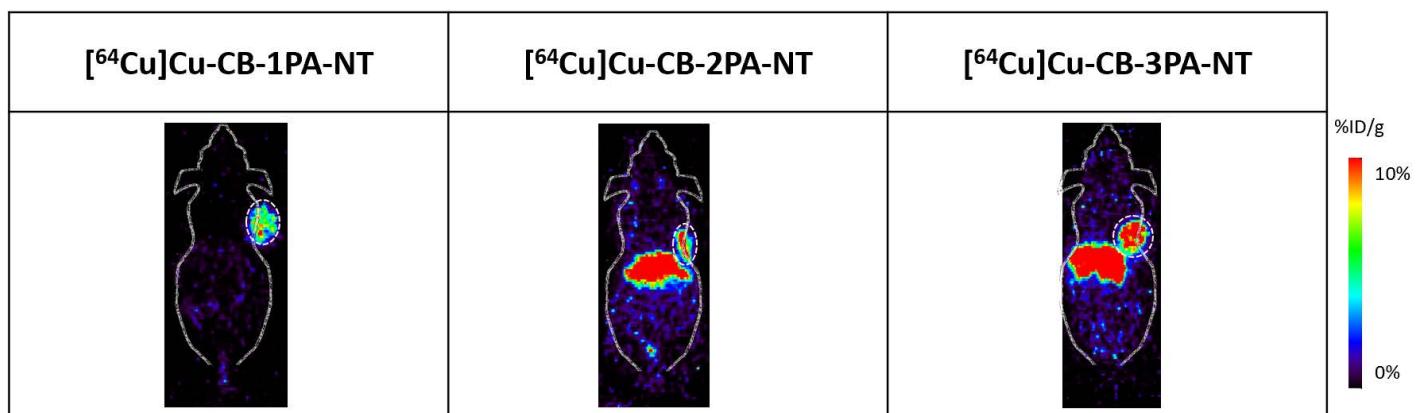 [⁶⁴Cu]Cu-CB-1PA-NT
[⁶⁴Cu]Cu-CB-2PA-NT
[⁶⁴Cu]Cu-CB-3PA-NT
%ID/g
10%
0%